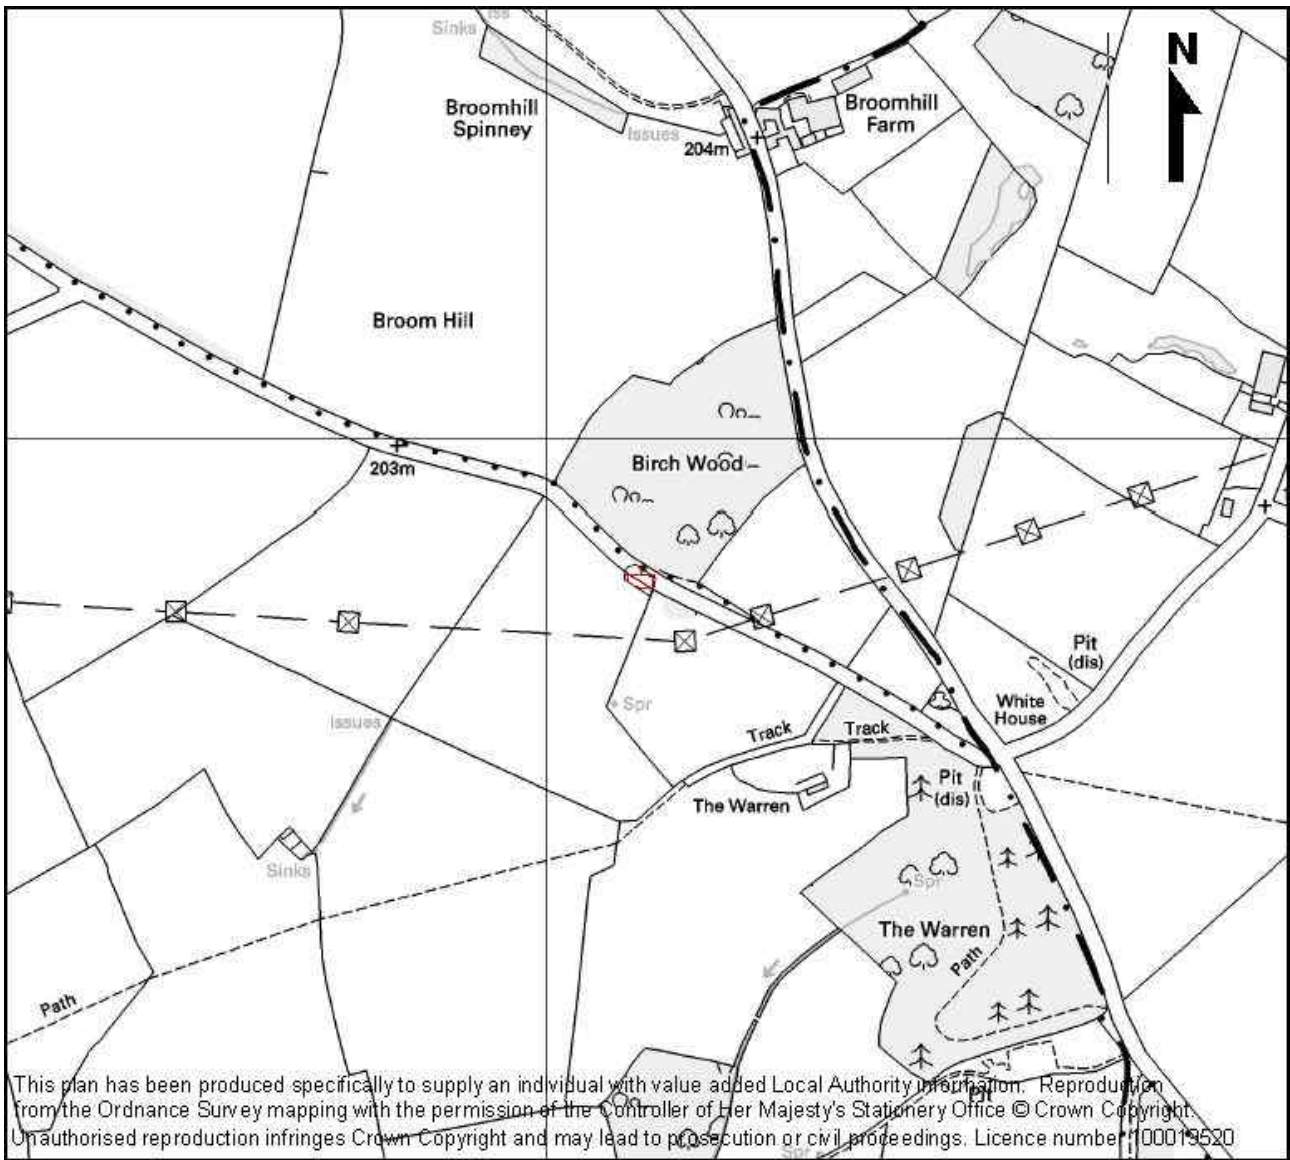 Iss
Sinks
N
Broomhill
Spinney
Broomhill
Farm
Issues
204m
Broom Hill
203m
Birch Wood
Pit
(dis)
Spr
White
House
Issues
Track
Track
The Warren
Pit
(dis)
Sinks
Spr
The Warren
Path
Path
This plan has been produced specifically to supply an individual with value added Local Authority information. Reproduction
from the Ordnance Survey mapping with the permission of the Controller of Her Majesty's Stationery Office © Crown Copyright.
Pit
Unauthorised reproduction infringes Crown Copyright and may lead to prosecution or civil proceedings. Licence number 100019520
Spr